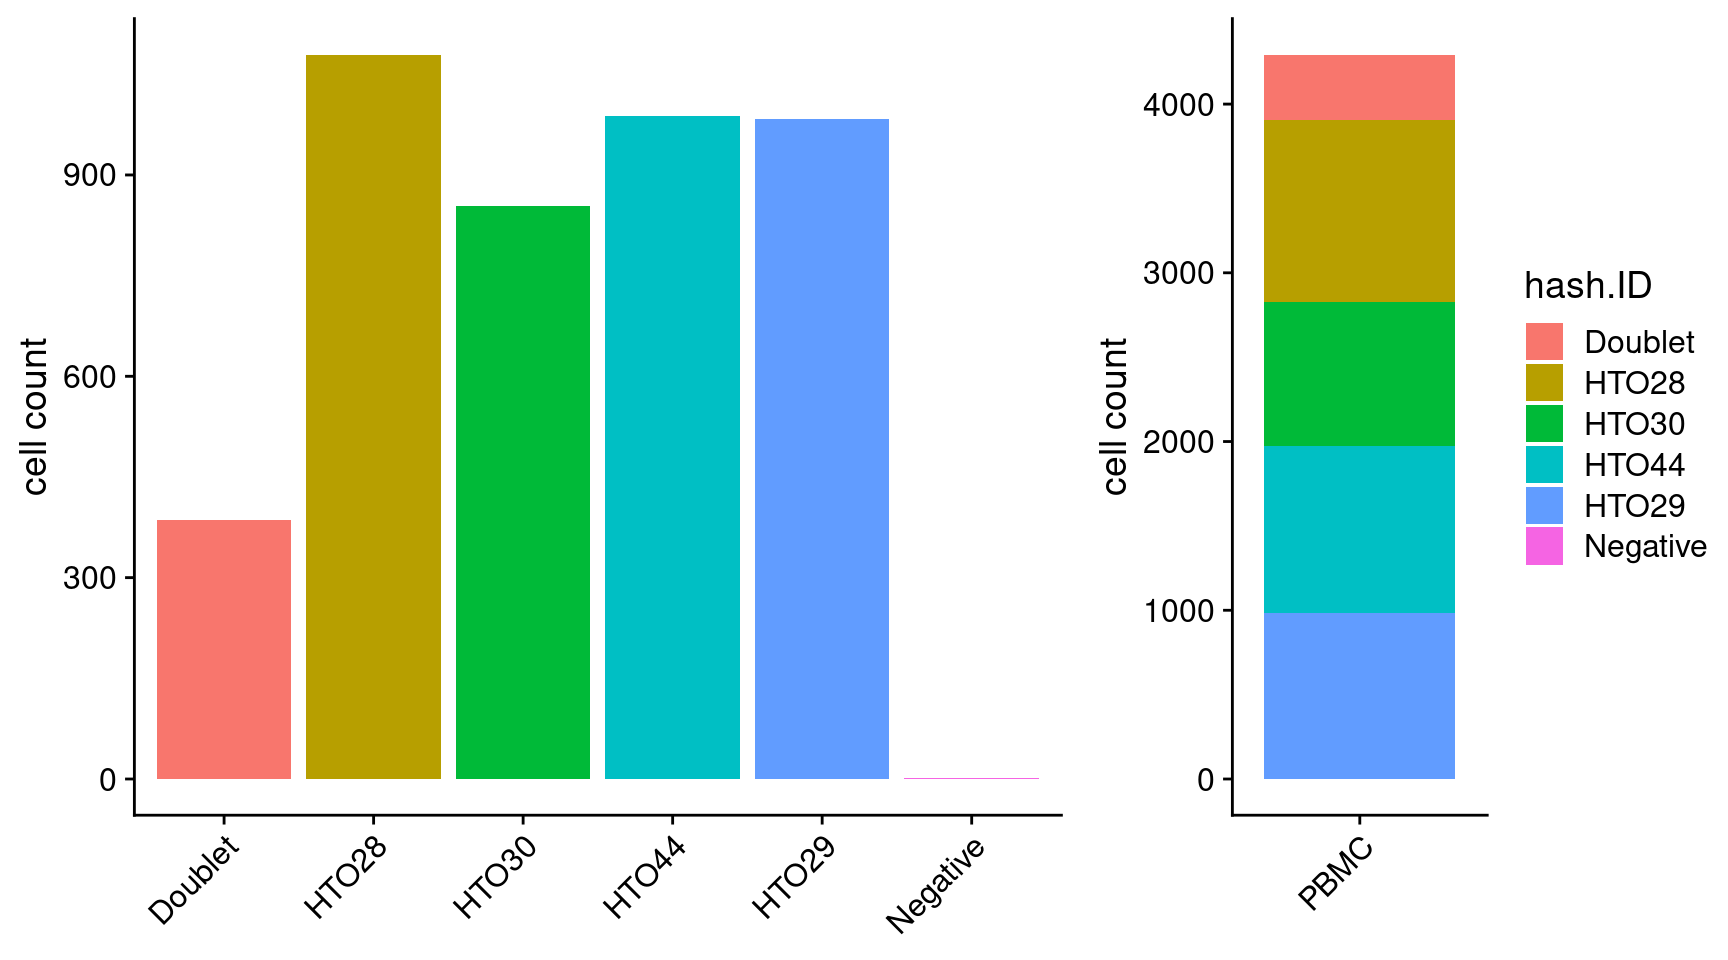 cell count
900
600
300
0
Doublet
HTO28
HTO30
HTO44
HTO29
Negative
cell count
4000
3000
2000
1000
0
PBMC
hash.ID
Doublet
HTO28
HTO30
HTO44
HTO29
Negative